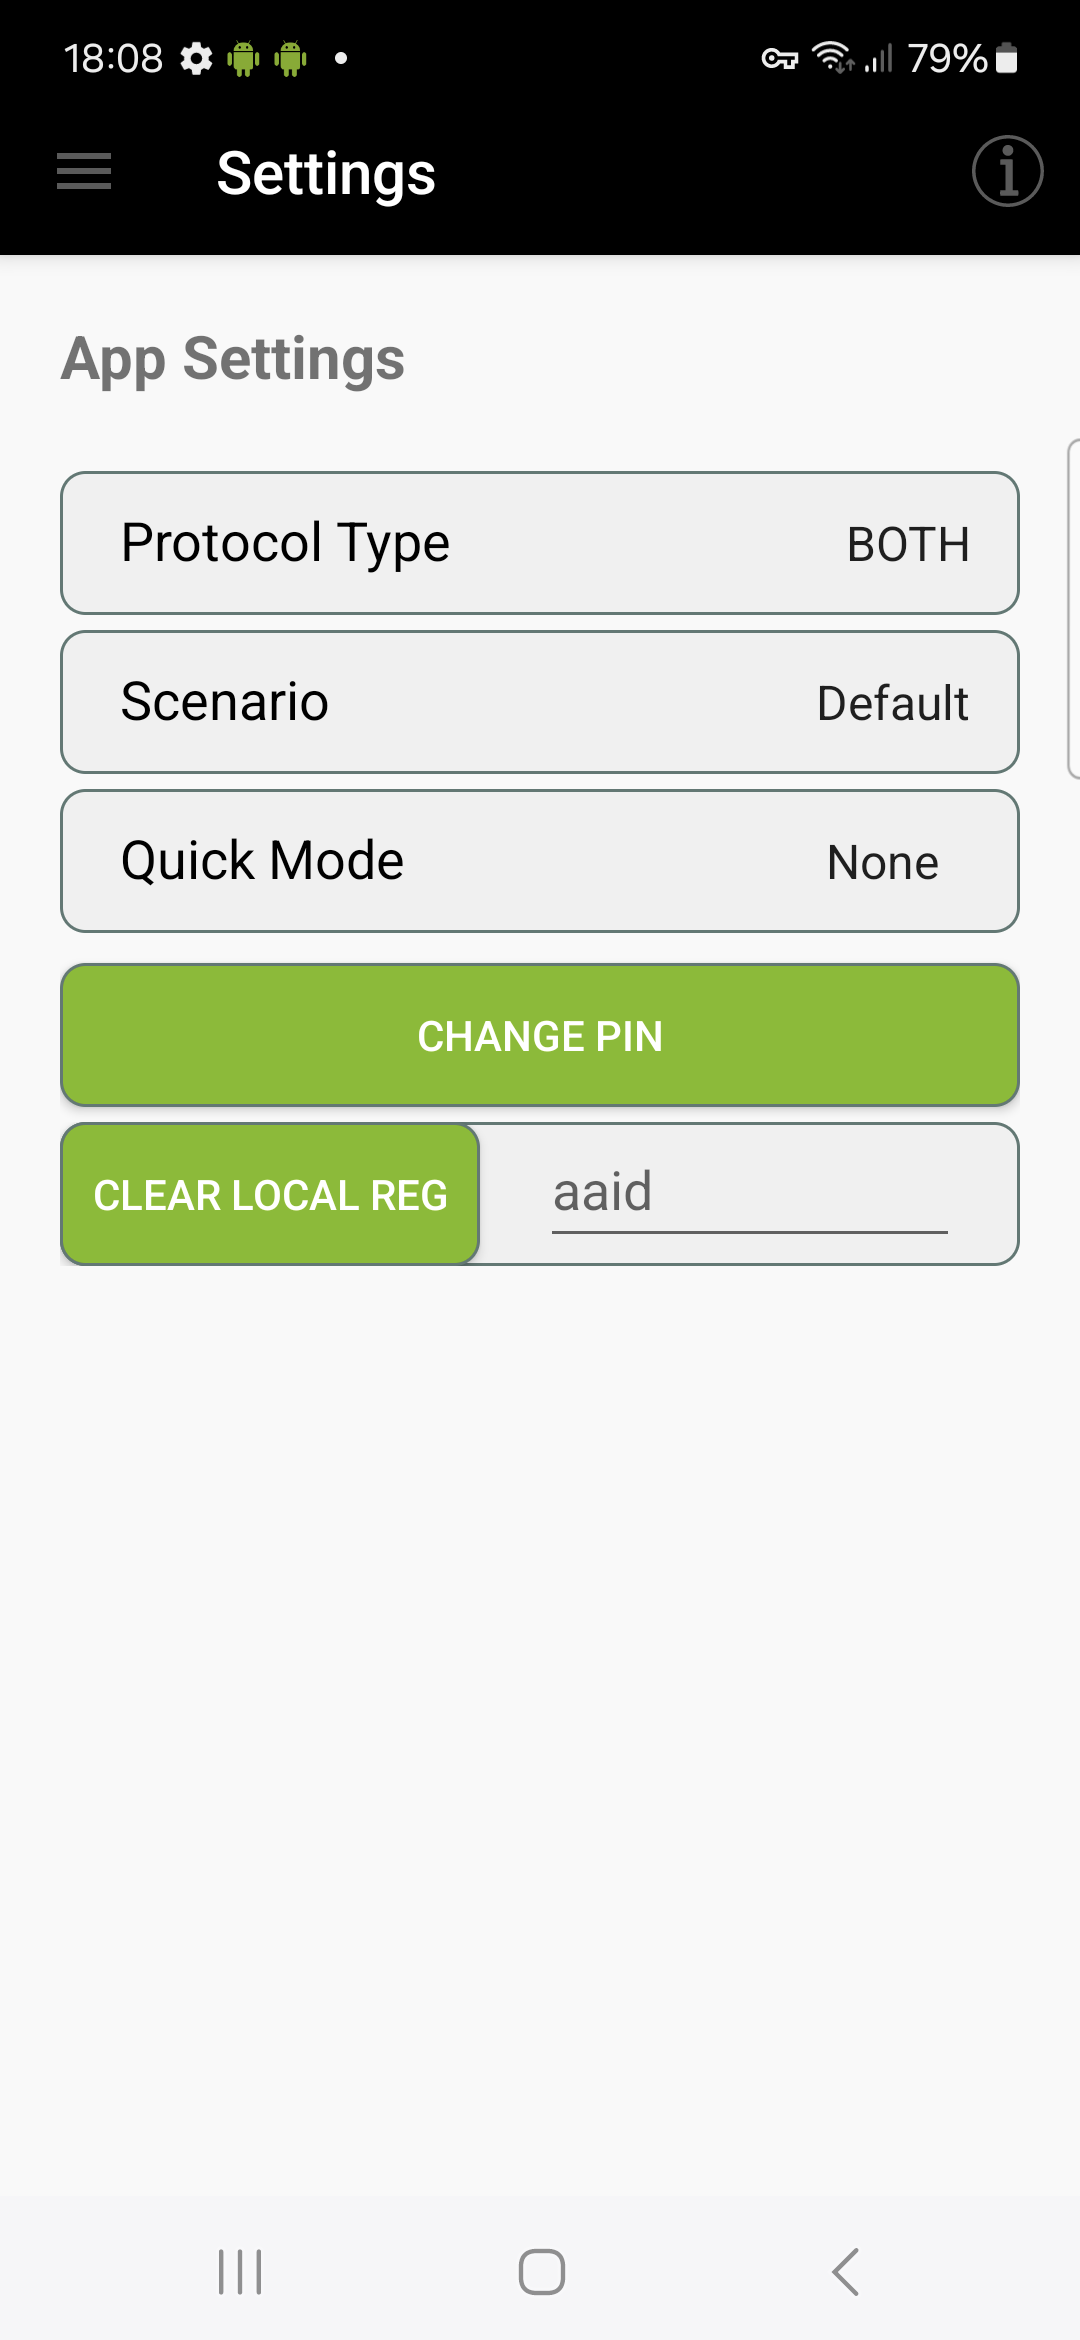 18:08 79%
Settings
App Settings
Protocol Type BOTH
Scenario Default
Quick Mode None
CHANGE PIN
CLEAR LOCAL REG aaid